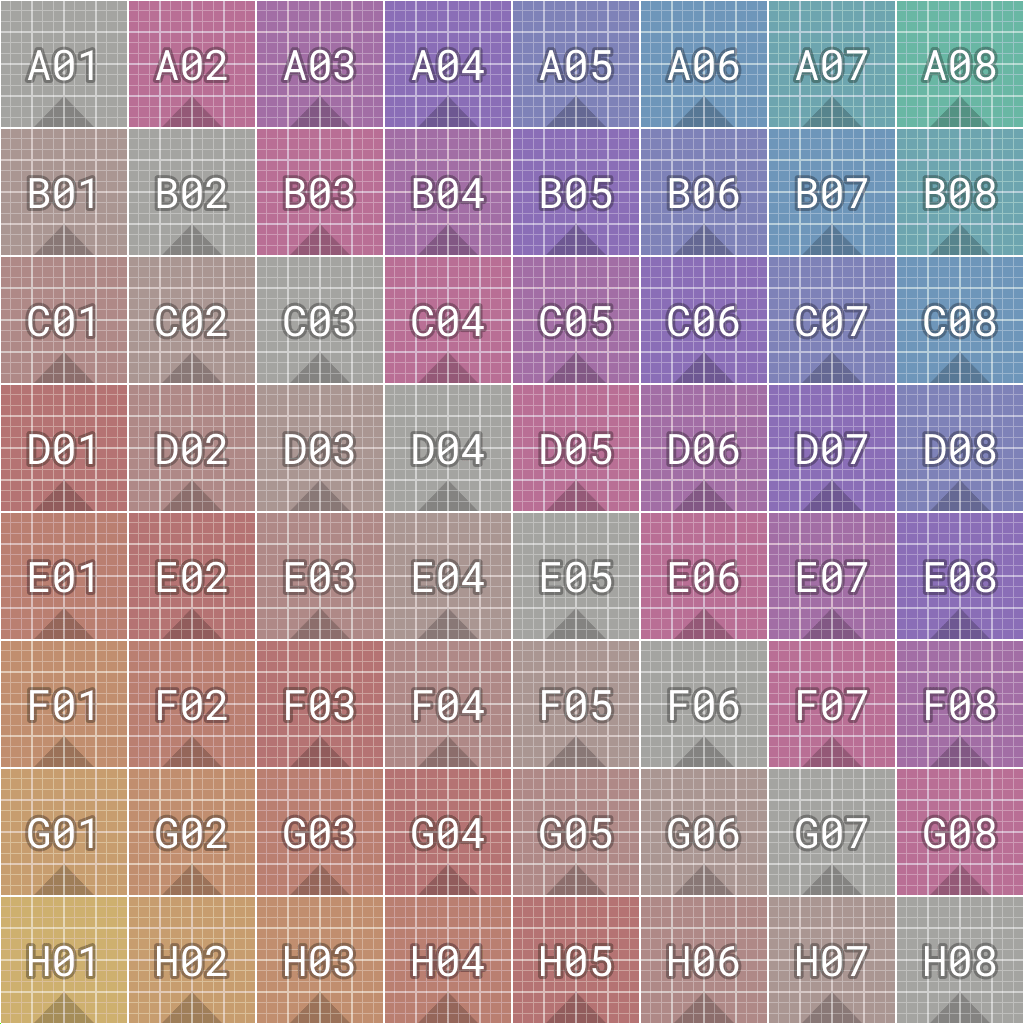 A01 A02 A03 A04 A05 A06 A07 A08
B01 B02 B03 B04 B05 B06 B07 B08
C01 C02 C03 C04 C05 C06 C07 C08
D01 D02 D03 D04 D05 D06 D07 D08
E01 E02 E03 E04 E05 E06 E07 E08
F01 F02 F03 F04 F05 F06 F07 F08
G01 G02 G03 G04 G05 G06 G07 G08
H01 H02 H03 H04 H05 H06 H07 H08